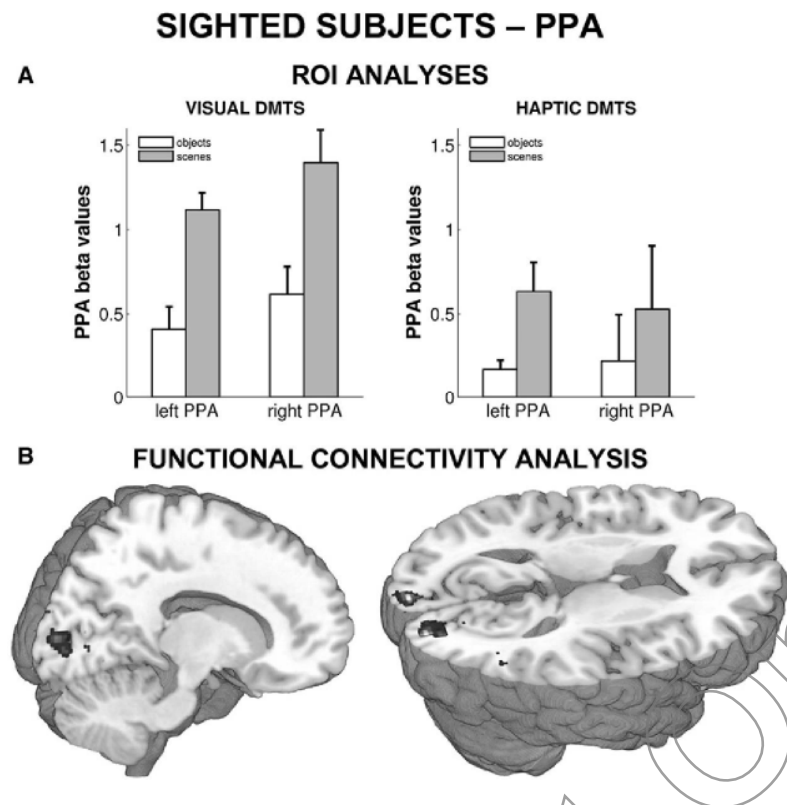 SIGHTED SUBJECTS – PPA
A
ROI ANALYSES
VISUAL DMTS
HAPTIC DMTS
objects
scenes
PPA beta values
1.5
1
0.5
0
left PPA
right PPA
objects
scenes
PPA beta values
1.5
1
0.5
0
left PPA
right PPA
B
FUNCTIONAL CONNECTIVITY ANALYSIS